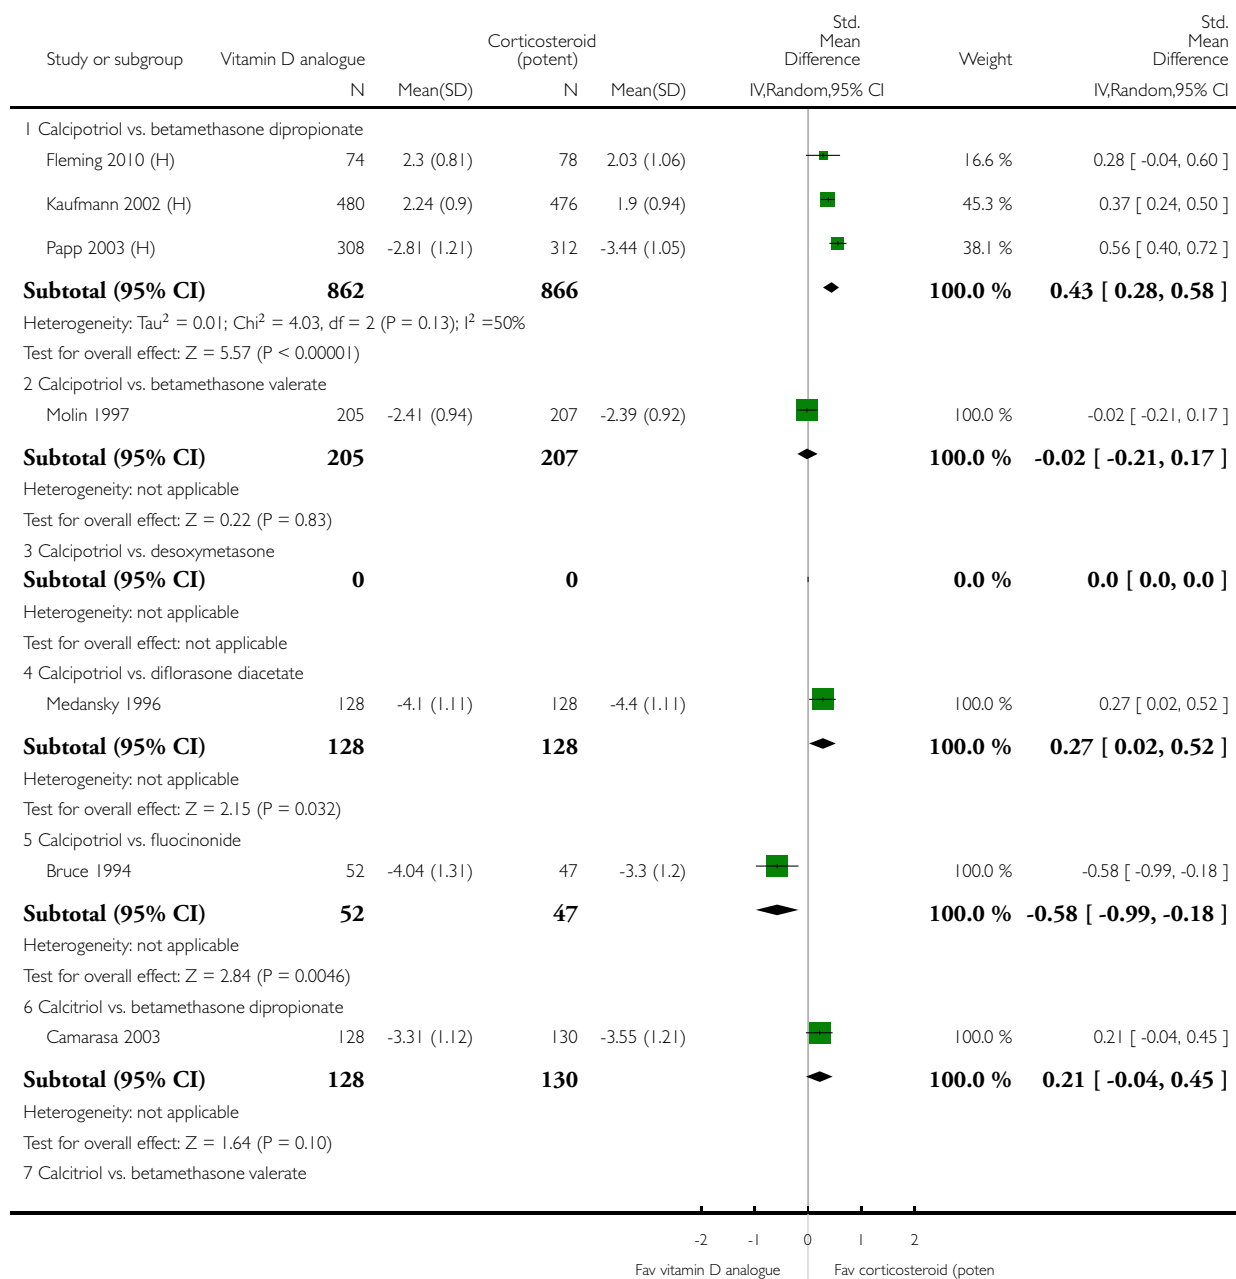 Study or subgroup Vitamin D analogue Corticosteroid (potent) Std. Mean Difference Weight Std. Mean Difference
N Mean(SD) N Mean(SD) IV,Random,95% CI IV,Random,95% CI
1 Calcipotriol vs. betamethasone dipropionate
Fleming 2010 (H) 74 2.3 (0.81) 78 2.03 (1.06) 16.6 % 0.28 [ -0.04, 0.60 ]
Kaufmann 2002 (H) 480 2.24 (0.9) 476 1.9 (0.94) 45.3 % 0.37 [ 0.24, 0.50 ]
Papp 2003 (H) 308 -2.81 (1.21) 312 -3.44 (1.05) 38.1 % 0.56 [ 0.40, 0.72 ]
Subtotal (95% CI) 862 866 100.0 % 0.43 [ 0.28, 0.58 ]
Heterogeneity: Tau² = 0.01; Chi² = 4.03, df = 2 (P = 0.13); I² =50%
Test for overall effect: Z = 5.57 (P < 0.00001)
2 Calcipotriol vs. betamethasone valerate
Molin 1997 205 -2.41 (0.94) 207 -2.39 (0.92) 100.0 % -0.02 [ -0.21, 0.17 ]
Subtotal (95% CI) 205 207 100.0 % -0.02 [ -0.21, 0.17 ]
Heterogeneity: not applicable
Test for overall effect: Z = 0.22 (P = 0.83)
3 Calcipotriol vs. desoxymetasone
Subtotal (95% CI) 0 0 0.0 % 0.0 [ 0.0, 0.0 ]
Heterogeneity: not applicable
Test for overall effect: not applicable
4 Calcipotriol vs. diflorasone diacetate
Medansky 1996 128 -4.1 (1.11) 128 -4.4 (1.11) 100.0 % 0.27 [ 0.02, 0.52 ]
Subtotal (95% CI) 128 128 100.0 % 0.27 [ 0.02, 0.52 ]
Heterogeneity: not applicable
Test for overall effect: Z = 2.15 (P = 0.032)
5 Calcipotriol vs. fluocinonide
Bruce 1994 52 -4.04 (1.31) 47 -3.3 (1.2) 100.0 % -0.58 [ -0.99, -0.18 ]
Subtotal (95% CI) 52 47 100.0 % -0.58 [ -0.99, -0.18 ]
Heterogeneity: not applicable
Test for overall effect: Z = 2.84 (P = 0.0046)
6 Calcitriol vs. betamethasone dipropionate
Camarasa 2003 128 -3.31 (1.12) 130 -3.55 (1.21) 100.0 % 0.21 [ -0.04, 0.45 ]
Subtotal (95% CI) 128 130 100.0 % 0.21 [ -0.04, 0.45 ]
Heterogeneity: not applicable
Test for overall effect: Z = 1.64 (P = 0.10)
7 Calcitriol vs. betamethasone valerate
-2 -1 0 1 2
Fav vitamin D analogue Fav corticosteroid (poten